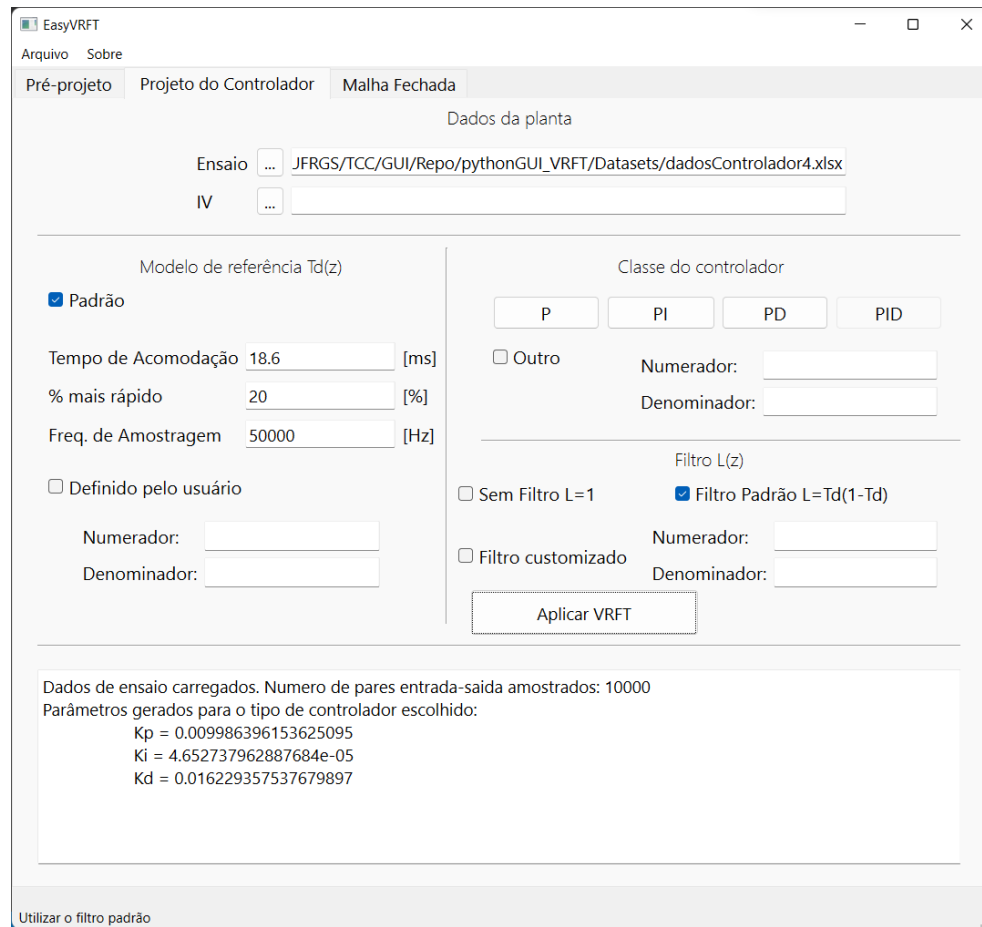 EasyVRFT
Arquivo Sobre
Pré-projeto Projeto do Controlador Malha Fechada
Dados da planta
Ensaio ... JFRGS/TCC/GUI/Repo/pythonGUI_VRFT/Datasets/dadosControlador4.xlsx
IV ...
Modelo de referência Td(z)
Padrão
Tempo de Acomodação 18.6 [ms]
% mais rápido 20 [%]
Freq. de Amostragem 50000 [Hz]
Definido pelo usuário
Numerador:
Denominador:
Classe do controlador
P PI PD PID
Outro
Numerador:
Denominador:
Filtro L(z)
Sem Filtro L=1 Filtro Padrão L=Td(1-Td)
Filtro customizado
Numerador:
Denominador:
Aplicar VRFT
Dados de ensaio carregados. Numero de pares entrada-saida amostrados: 10000
Parâmetros gerados para o tipo de controlador escolhido:
Kp = 0.009986396153625095
Ki = 4.652737962887684e-05
Kd = 0.016229357537679897
Utilizar o filtro padrão